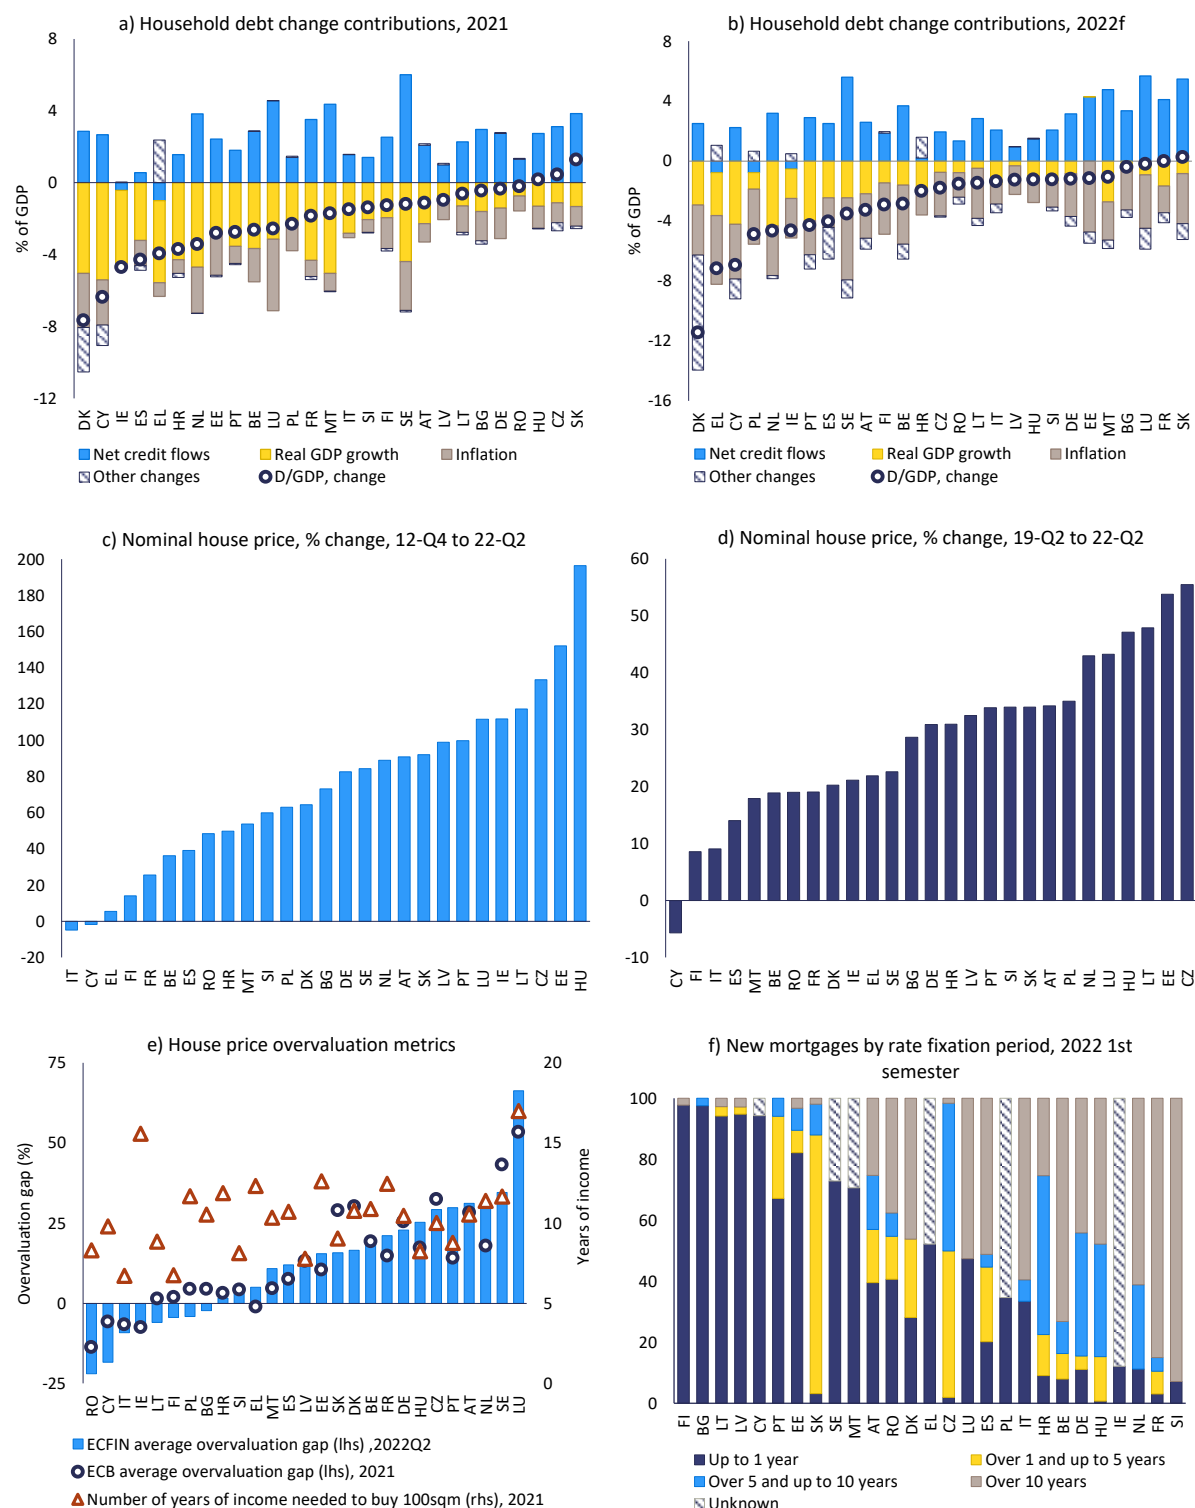 a) Household debt change contributions, 2021
8
4
0
-4
-8
-12
% of GDP
DK CY IE ES EL HR NL EE PT BE LU PL FR MT IT SI FI SE AT LV LT BG DE RO HU CZ SK
Net credit flows Real GDP growth Inflation
Other changes D/GDP, change
b) Household debt change contributions, 2022f
8
4
0
-4
-8
-12
-16
% of GDP
DK EL CY PL NL IE PT ES SE AT FI BE HR CZ RO LT IT LV HU SI DE EE MT BG LU FR SK
Net credit flows Real GDP growth Inflation
Other changes D/GDP, change
c) Nominal house price, % change, 12-Q4 to 22-Q2
200
180
160
140
120
100
80
60
40
20
0
-20
IT CY EL FI FR BE ES RO HR MT SI PL DK BG DE SE NL AT SK LV PT LU IE LT CZ EE HU
d) Nominal house price, % change, 19-Q2 to 22-Q2
60
50
40
30
20
10
0
-10
CY FI IT ES MT BE RO FR DK IE EL SE BG DE HR LV PT SI SK AT PL NL LU HU LT EE CZ
e) House price overvaluation metrics
75
50
25
0
-25
Overvaluation gap (%)
20
15
10
5
0
Years of income
RO CY IT IE LT FI PL BG HR SI EL MT ES LV EE SK DK BE FR DE HU CZ PT AT NL SE LU
ECFIN average overvaluation gap (lhs) ,2022Q2
ECB average overvaluation gap (lhs), 2021
Number of years of income needed to buy 100sqm (rhs), 2021
f) New mortgages by rate fixation period, 2022 1st
semester
100
80
60
40
20
0
FI BG LT LV CY PT EE SK SE MT AT RO DK EL CZ LU ES PL IT HR BE DE HU IE NL FR SI
Up to 1 year Over 1 and up to 5 years
Over 5 and up to 10 years Over 10 years
Unknown